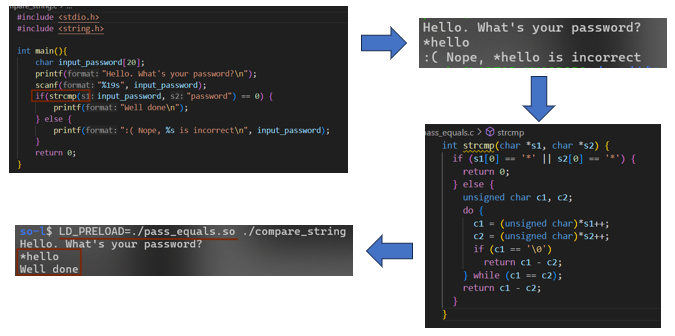 #include <stdio.h>
#include <string.h>
int main(){
char input_password[20];
printf(format: "Hello. What's your password?\n");
scanf(format: "%19s", input_password);
if(strcmp(s1: input_password, s2: "password") == 0) {
printf(format: "Well done\n");
} else {
printf(format: ":( Nope, %s is incorrect\n", input_password);
}
return 0;
}
Hello. What's your password?
*hello
:( Nope, *hello is incorrect
pass_equals.c > strcmp
int strcmp(char *s1, char *s2) {
if (s1[0] == '*' || s2[0] == '*') {
return 0;
} else {
unsigned char c1, c2;
do {
c1 = (unsigned char)*s1++;
c2 = (unsigned char)*s2++;
if (c1 == '\0')
return c1 - c2;
} while (c1 == c2);
return c1 - c2;
}
}
so-l$ LD_PRELOAD=./pass_equals.so ./compare_string
Hello. What's your password?
*hello
Well done